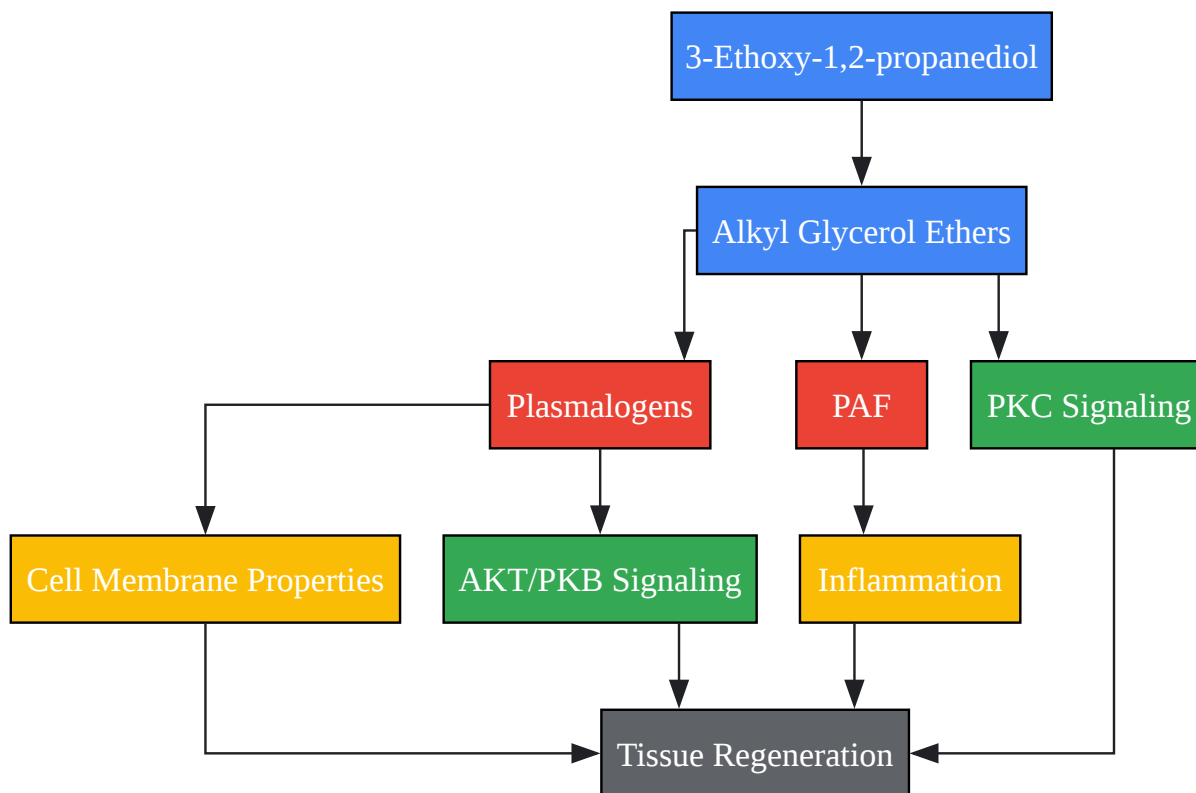 3-Ethoxy-1,2-propanediol
Alkyl Glycerol Ethers
Plasmalogens
PAF
PKC Signaling
Cell Membrane Properties
AKT/PKB Signaling
Inflammation
Tissue Regeneration